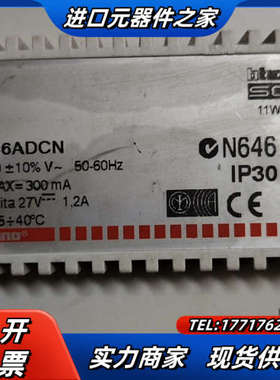 进口元器件之家
SC
11W
6ADCN
±10% V~ 50-60Hz
N646
AX= 300 mA
IP30
ita 27V 1,2A
5÷40°C
开
票
TEL:1771762
实力商家 现货供